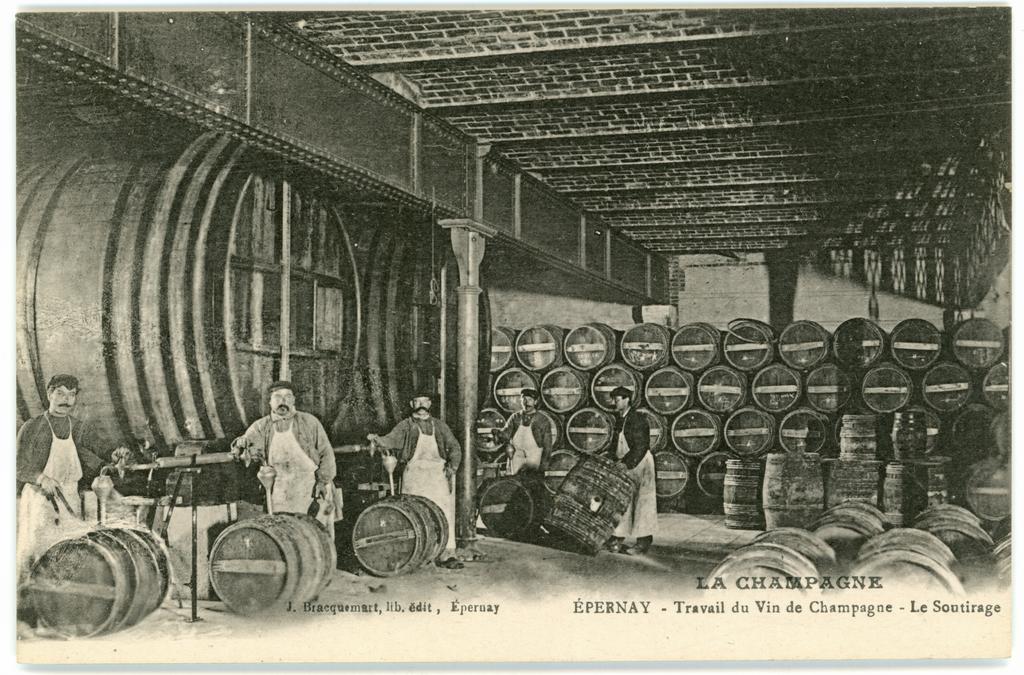 LA CHAMPAGNE
J. Bracquemart, lib. édit , Épernay
ÉPERNAY - Travail du Vin de Champagne - Le Soutirage